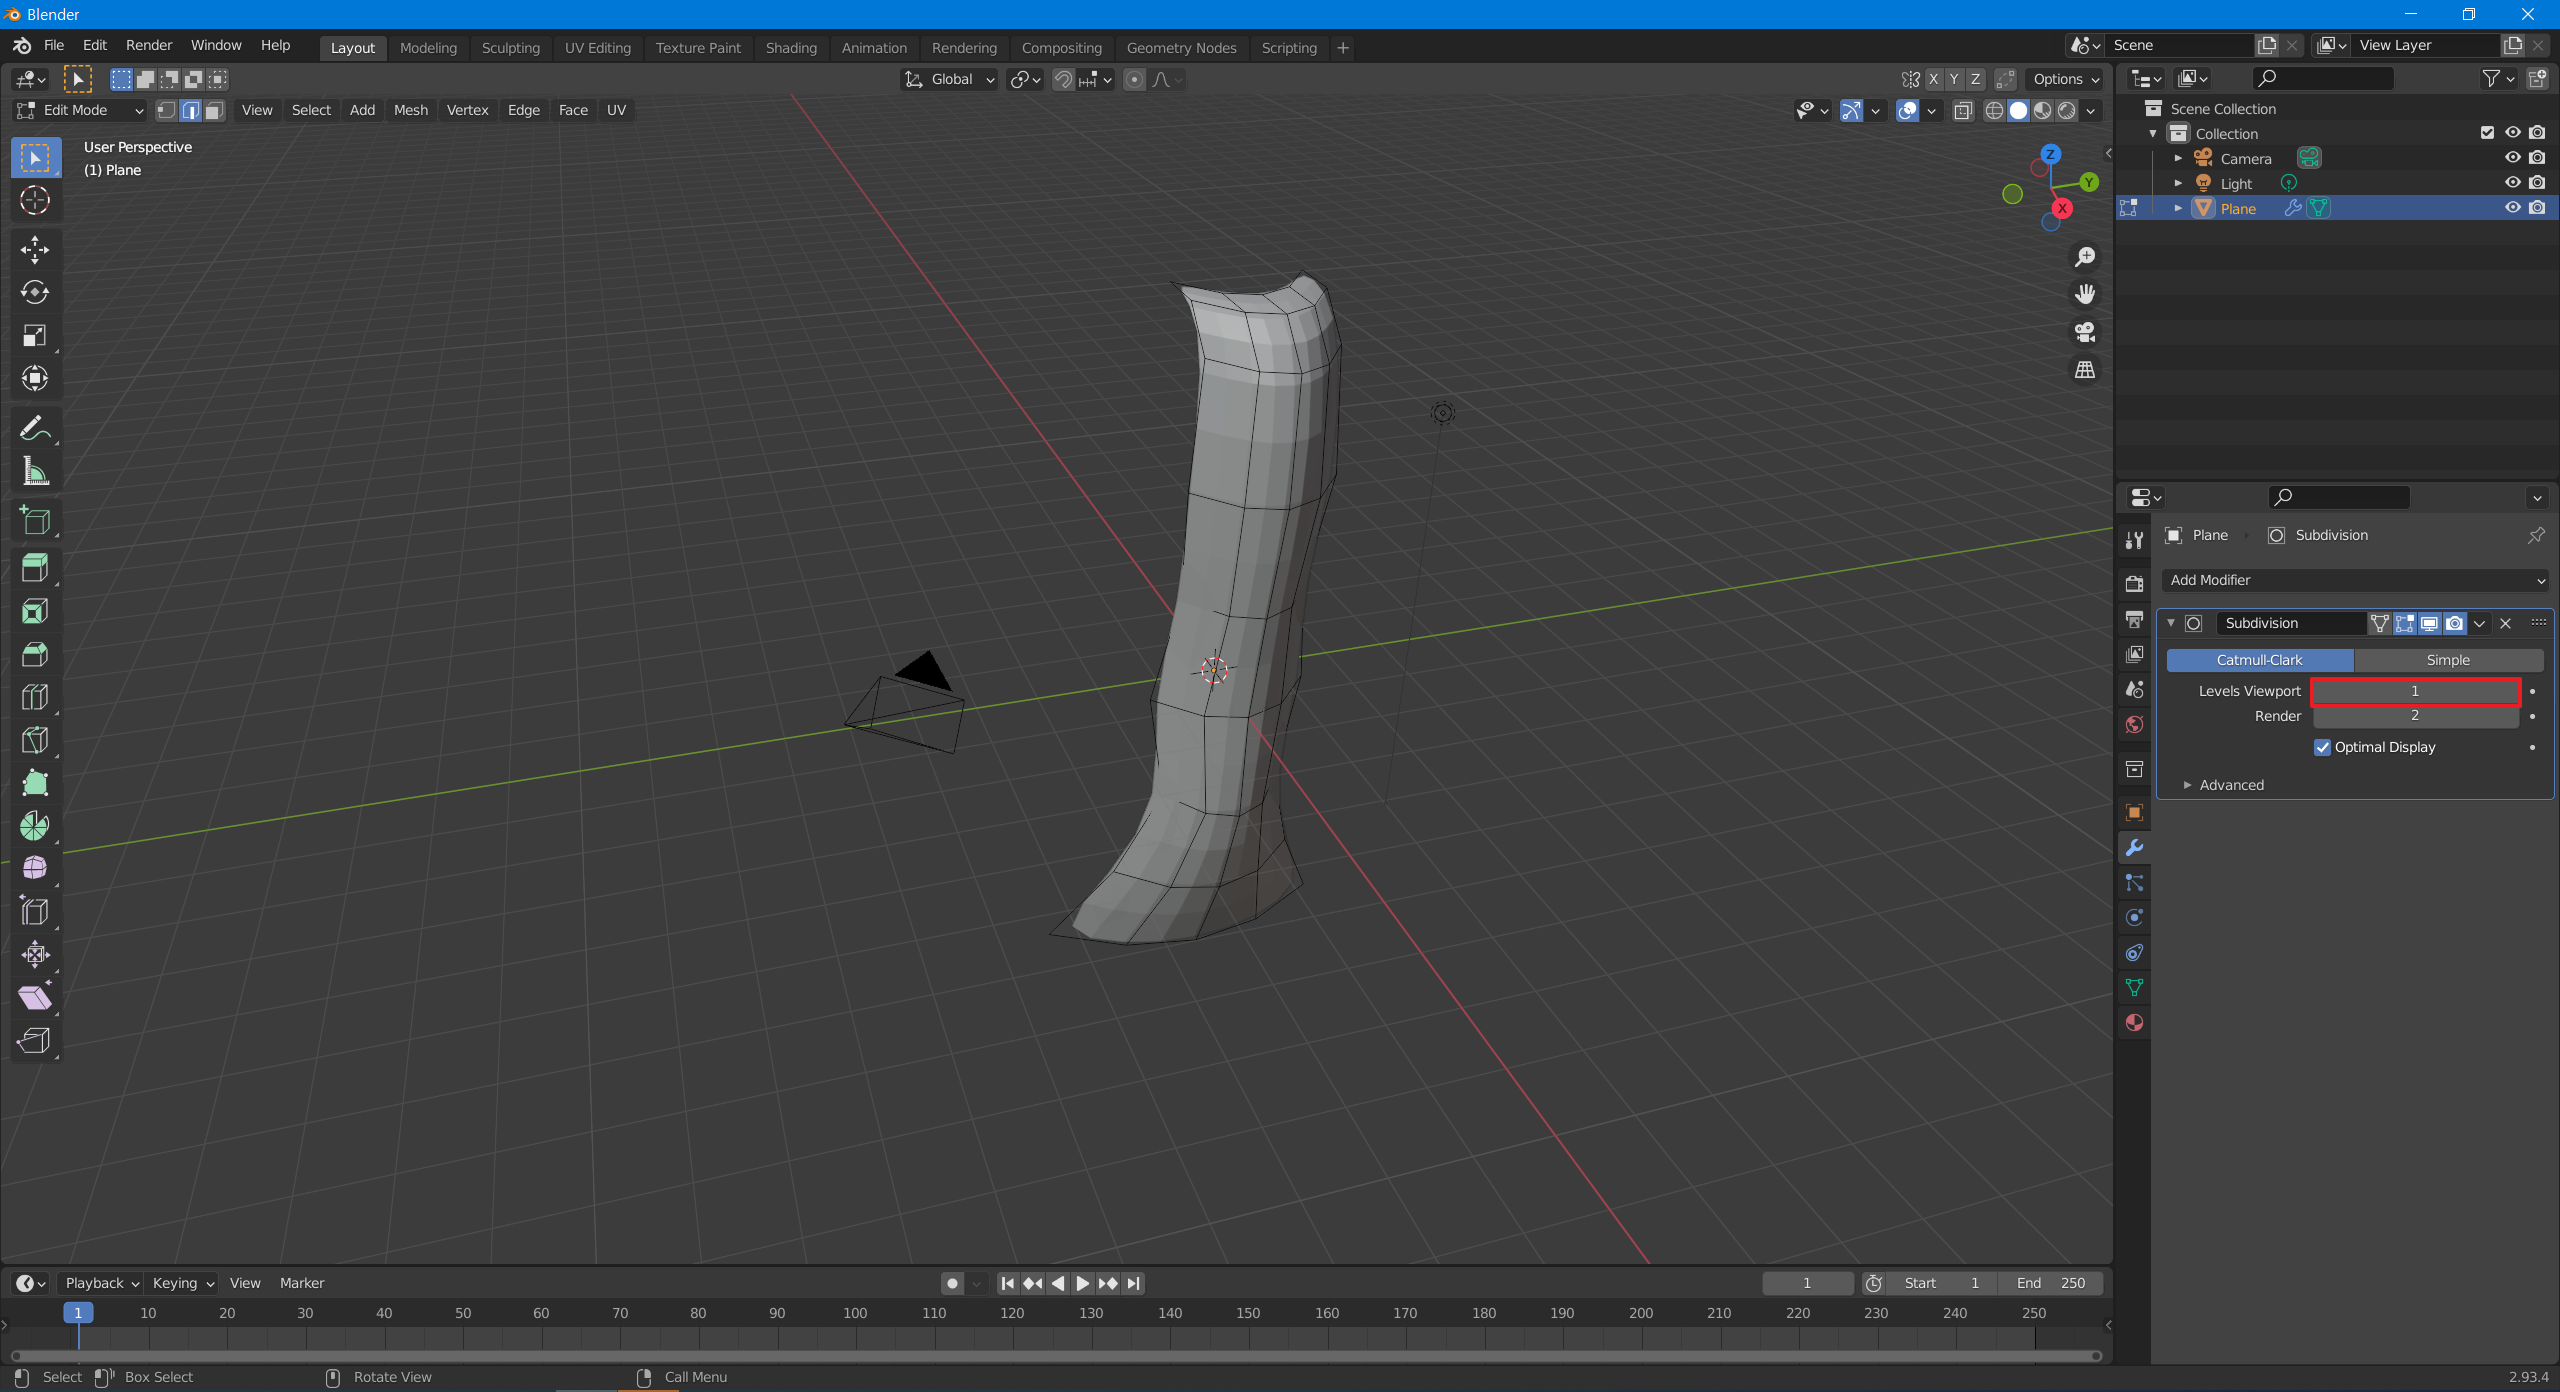 Blender
File Edit Render Window Help Layout Modeling Sculpting UV Editing Texture Paint Shading Animation Rendering Compositing Geometry Nodes Scripting + Scene View Layer
Global X Y Z Options
Edit Mode View Select Add Mesh Vertex Edge Face UV
User Perspective
(1) Plane
Z
Y
X
Scene Collection
Collection
Camera
Light
Plane
Plane Subdivision
Add Modifier
Subdivision
Catmull-Clark Simple
Levels Viewport 1
Render 2
Optimal Display
Advanced
Playback Keying View Marker 1 Start 1 End 250
1 10 20 30 40 50 60 70 80 90 100 110 120 130 140 150 160 170 180 190 200 210 220 230 240 250
Select Box Select Rotate View Call Menu 2.93.4